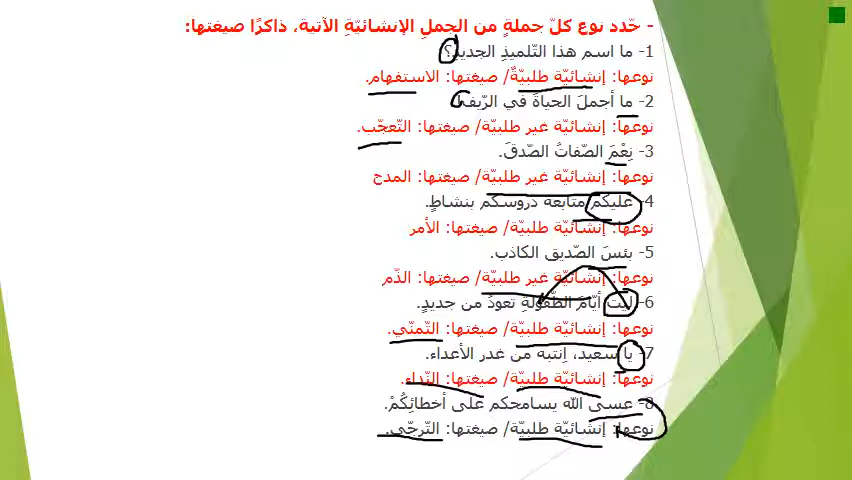 - حدّد نوع كلّ جملةٍ من الجملِ الإنشائيّةِ الآتية، ذاكرًا صيغتها:
1- ما اسم هذا التّلميذِ الجديدِ؟
نوعها: إنشائيّة طلبيّةٌ/ صيغتها: الاستفهام.
2- ما أجملَ الحياةَ في الرّيف!
نوعها: إنشائيّة غير طلبيّة/ صيغتها: التّعجّب.
3- نِعْمَ الصّفاتُ الصّدقَ.
نوعها: إنشائيّة غير طلبيّة/ صيغتها: المدح
4- عليكم متابعة دروسكم بنشاطٍ.
نوعها: إنشائيّة طلبيّة/ صيغتها: الأمر
5- بئسَ الصّديق الكاذب.
نوعها: إنشائيّة غير طلبيّة/ صيغتها: الذّم
6- ليتَ أيّامَ الطّفولةِ تعودُ من جديدٍ.
نوعها: إنشائيّة طلبيّة/ صيغتها: التّمنّي.
7- يا سعيد، اِنتبه من غدر الأعداء.
نوعها: إنشائيّة طلبيّة/ صيغتها: النّداء.
8- عسى الله يسامحكم على أخطائِكُمْ.
نوعها: إنشائيّة طلبيّة/ صيغتها: التّرجّي.